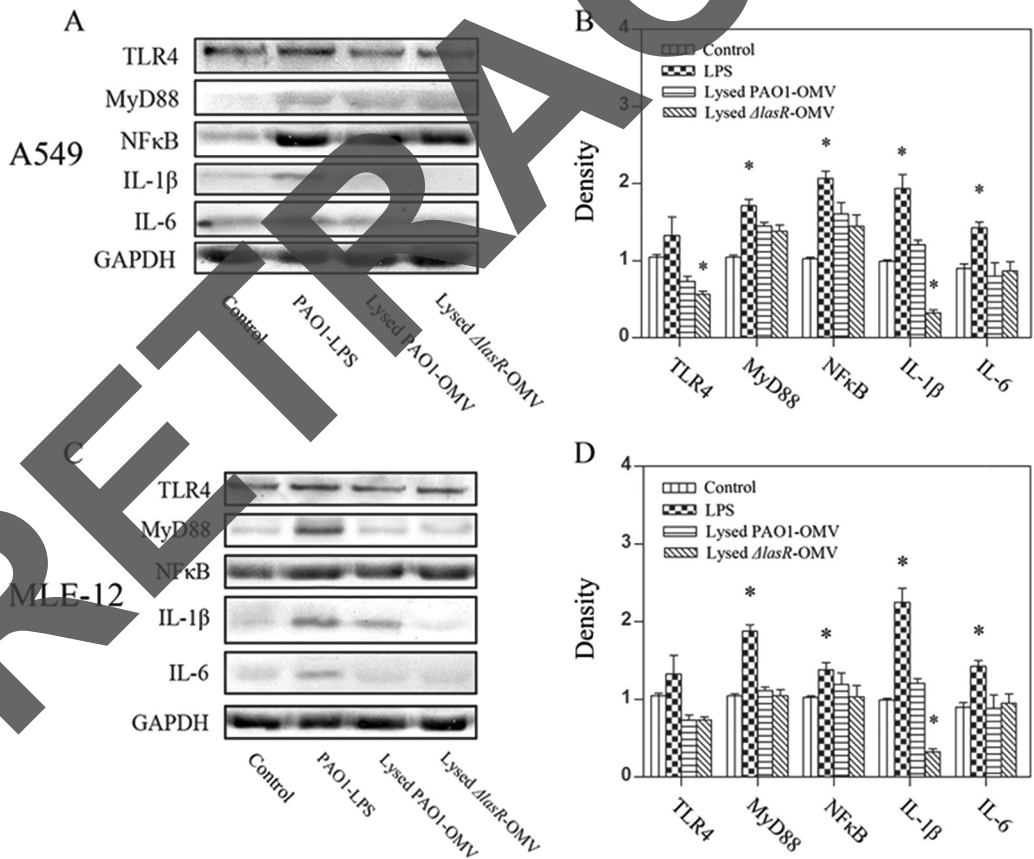 A
TLR4
MyD88
NFκB
IL-1β
IL-6
GAPDH
A549
Control
PAO1-LPS
Lysed PAO1-OMV
Lysed ΔlasR-OMV
B
4
3
2
1
0
Density
Control
LPS
Lysed PAO1-OMV
Lysed ΔlasR-OMV
*
*
*
*
*
*
TLR4
MyD88
NFκB
IL-1β
IL-6
C
TLR4
MyD88
NFκB
IL-1β
IL-6
GAPDH
MLE-12
Control
PAO1-LPS
Lysed PAO1-OMV
Lysed ΔlasR-OMV
D
4
3
2
1
0
Density
Control
LPS
Lysed PAO1-OMV
Lysed ΔlasR-OMV
*
*
*
*
*
TLR4
MyD88
NFκB
IL-1β
IL-6
RETRAC